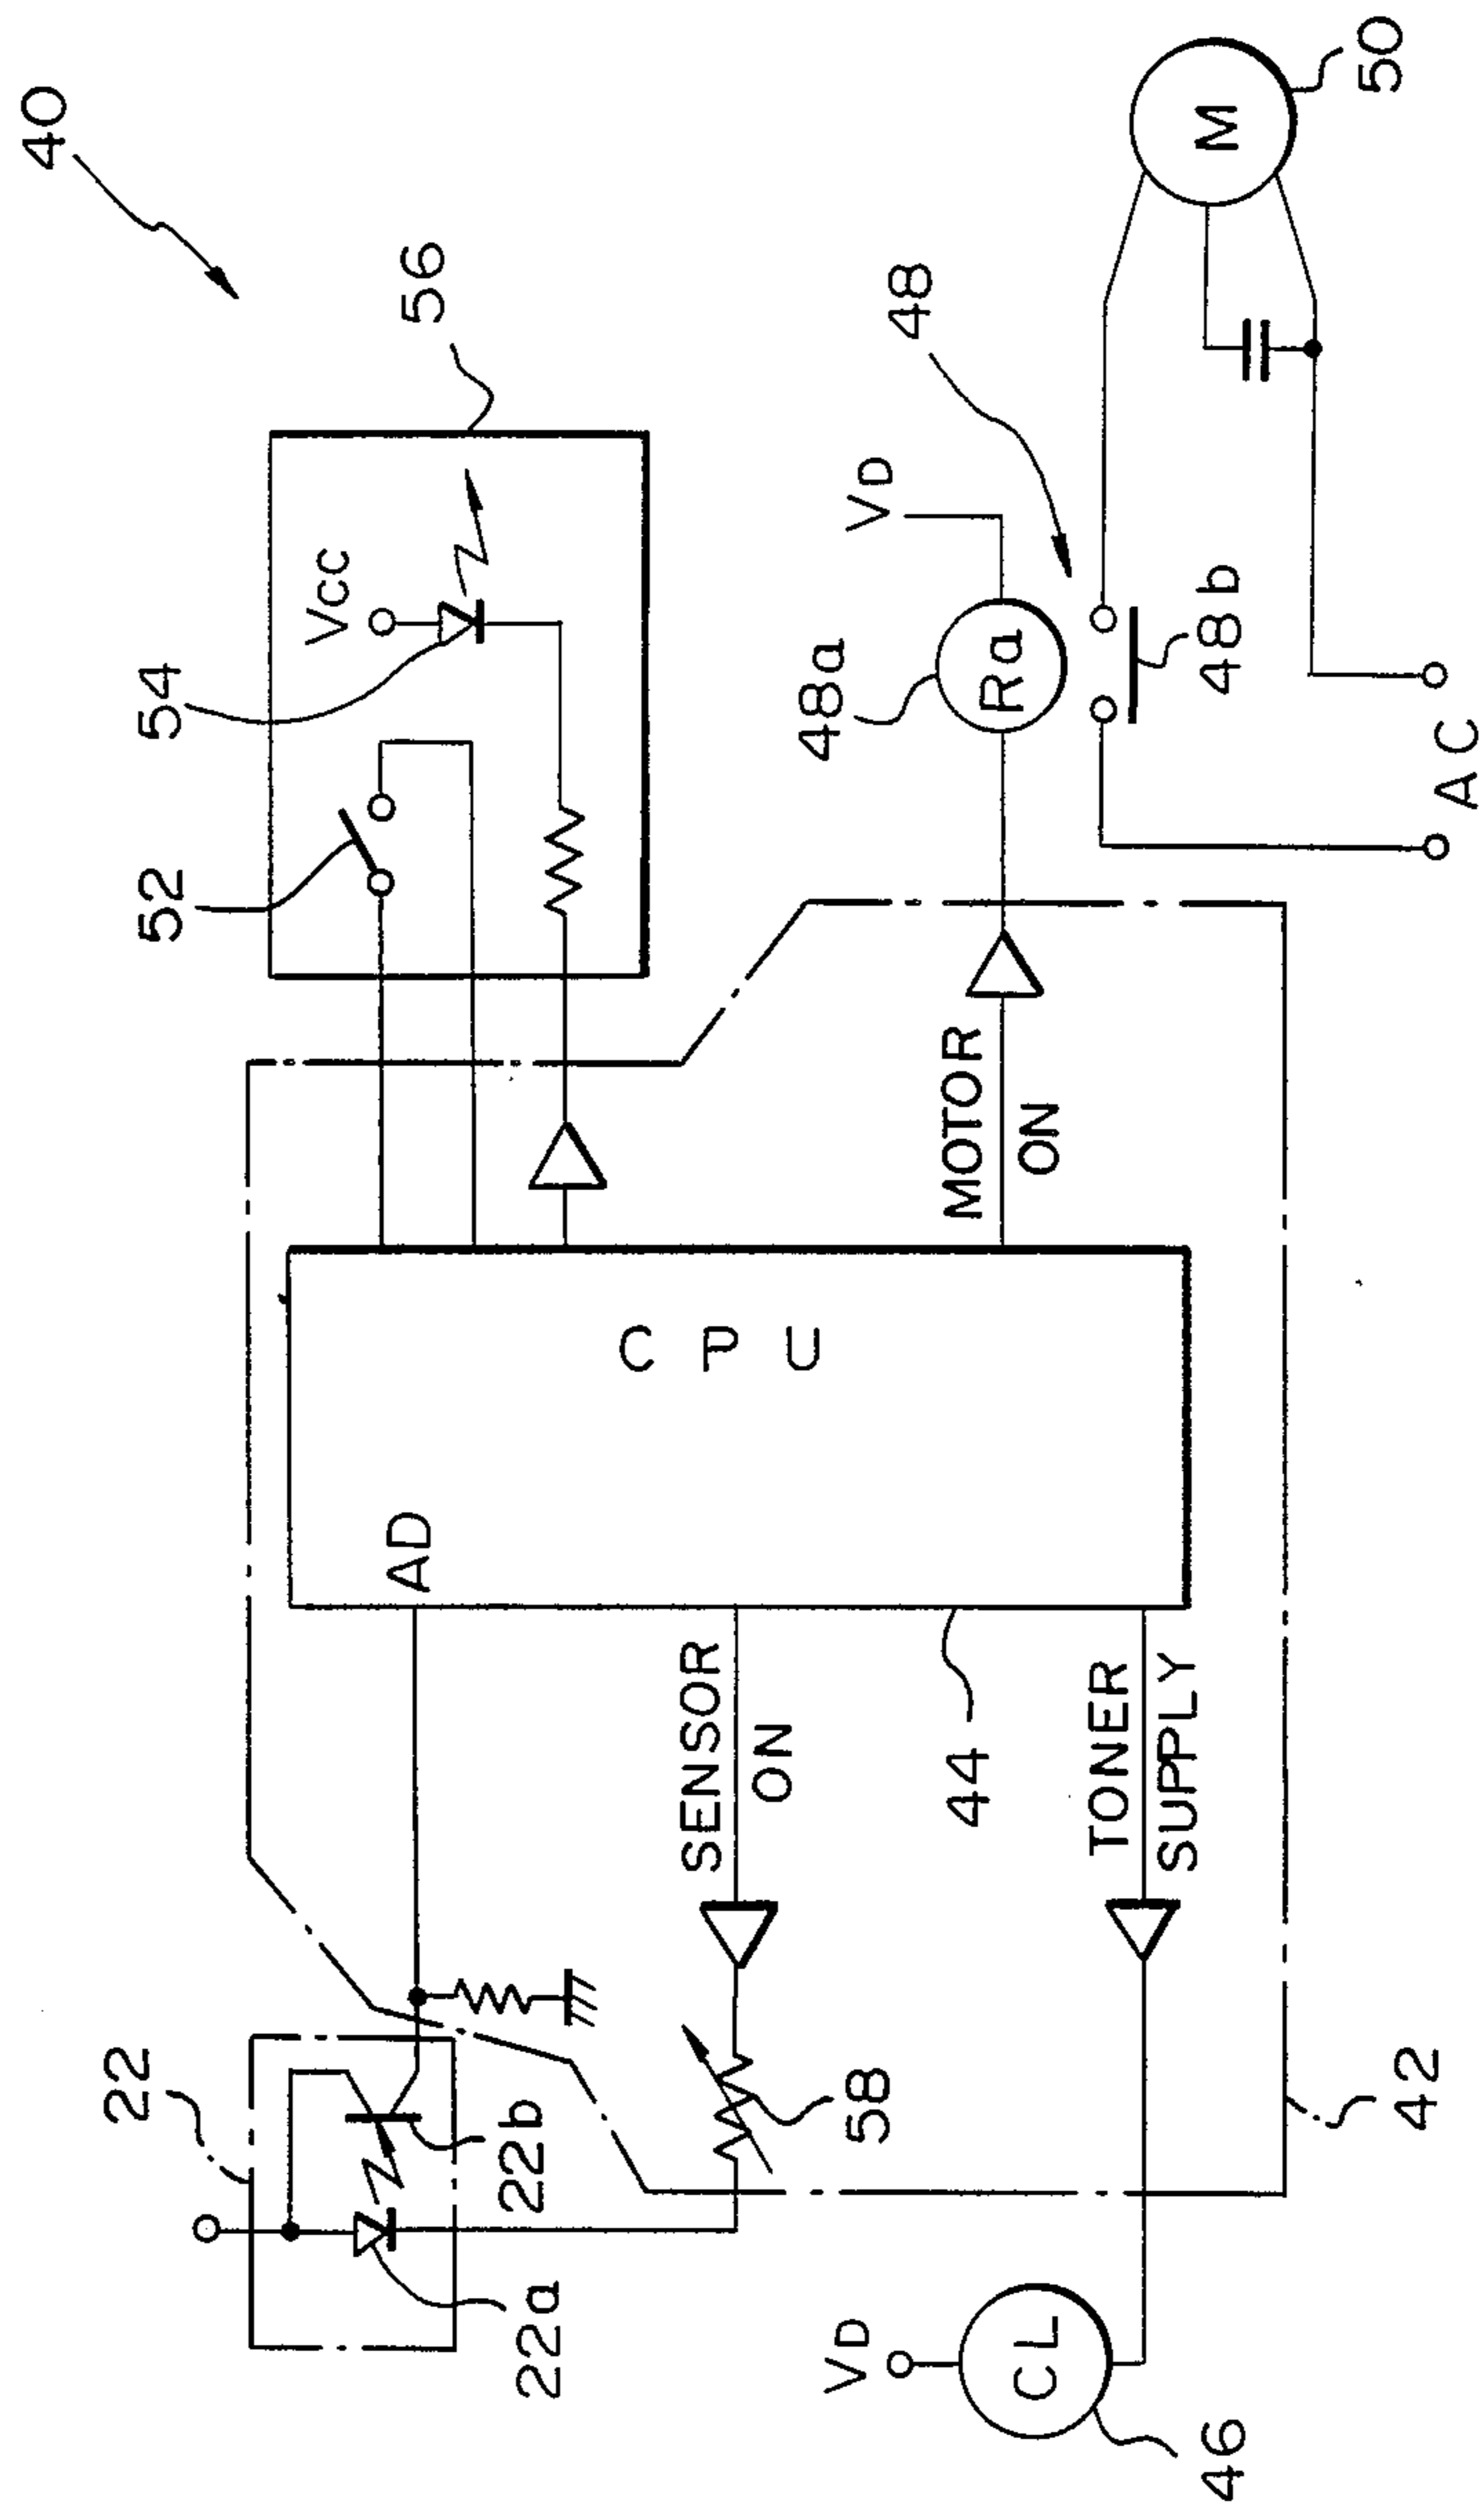 40
22
52
54
Vcc
AD
56
22b
22a
CPU
SENSOR
ON
58
VD
48a
VD
48
44
MOTOR
ON
Ra
CL
TONER
SUPPLY
M
46
48b
42
AC
50